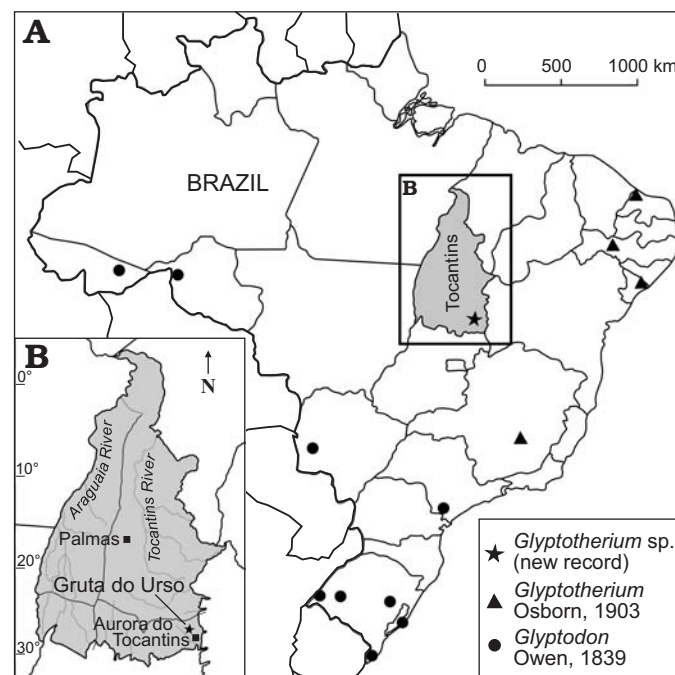 A
0 500 1000 km
BRAZIL
B
Tocantins
B
N
0°
10°
20°
30°
Araguaia River
Tocantins River
Palmas
Gruta do Urso
Aurora do
Tocantins
Glyptotherium sp.
(new record)
Glyptotherium
Osborn, 1903
Glyptodon
Owen, 1839